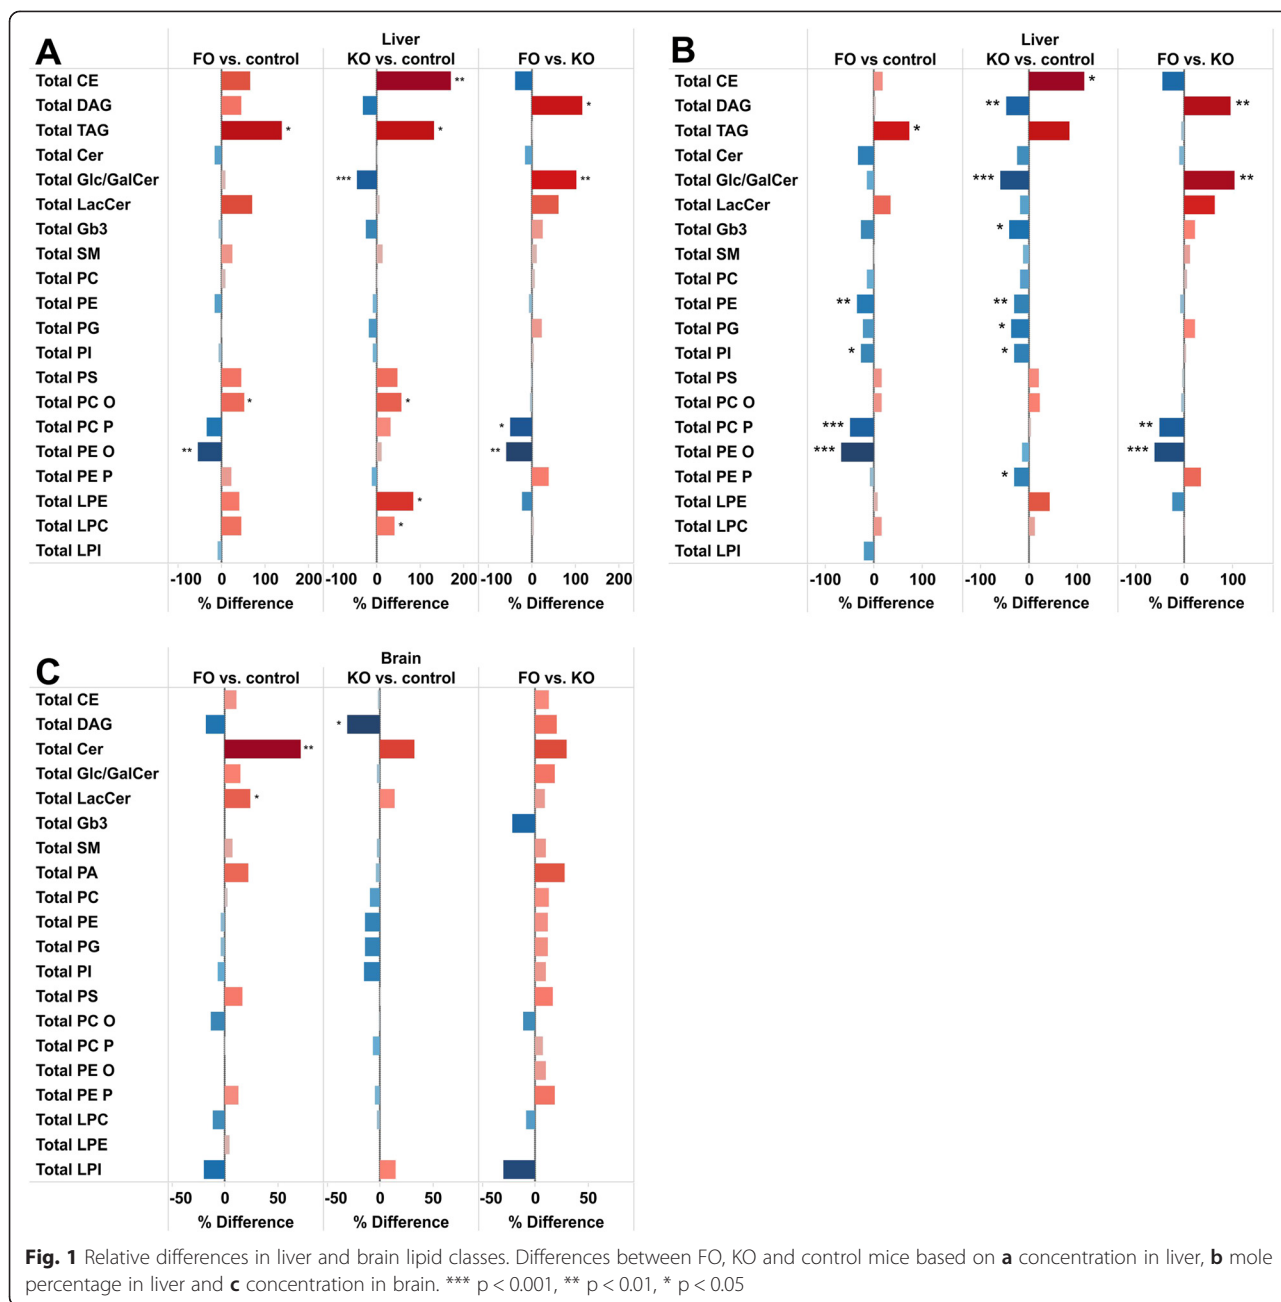 A
Liver
FO vs. control KO vs. control FO vs. KO
Total CE **
Total DAG *
Total TAG * *
Total Cer
Total Glc/GalCer *** **
Total LacCer
Total Gb3
Total SM
Total PC
Total PE
Total PG
Total PI
Total PS
Total PC O * *
Total PC P *
Total PE O ** **
Total PE P
Total LPE *
Total LPC *
Total LPI
-100 0 100 200 -100 0 100 200 -100 0 100 200
% Difference % Difference % Difference
B
Liver
FO vs control KO vs. control FO vs. KO
Total CE *
Total DAG ** **
Total TAG *
Total Cer
Total Glc/GalCer *** **
Total LacCer
Total Gb3 *
Total SM
Total PC
Total PE ** **
Total PG *
Total PI * *
Total PS
Total PC O
Total PC P *** **
Total PE O *** ***
Total PE P *
Total LPE
Total LPC
Total LPI
-100 0 100 -100 0 100 -100 0 100
% Difference % Difference % Difference
C
Brain
FO vs. control KO vs. control FO vs. KO
Total CE
Total DAG *
Total Cer **
Total Glc/GalCer
Total LacCer *
Total Gb3
Total SM
Total PA
Total PC
Total PE
Total PG
Total PI
Total PS
Total PC O
Total PC P
Total PE O
Total PE P
Total LPC
Total LPE
Total LPI
-50 0 50 -50 0 50 -50 0 50
% Difference % Difference % Difference
Fig. 1 Relative differences in liver and brain lipid classes. Differences between FO, KO and control mice based on a concentration in liver, b mole
percentage in liver and c concentration in brain. *** p < 0.001, ** p < 0.01, * p < 0.05